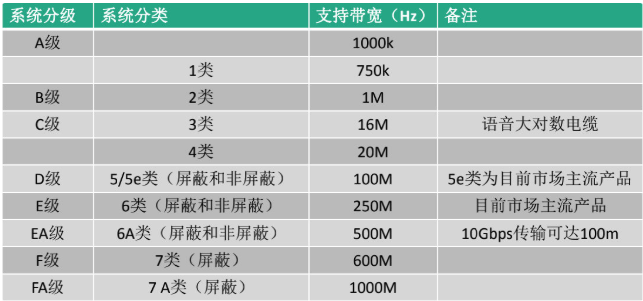 系统分级 系统分类 支持带宽（Hz） 备注
A级 1000k
1类 750k
B级 2类 1M
C级 3类 16M 语音大对数电缆
4类 20M
D级 5/5e类（屏蔽和非屏蔽） 100M 5e类为目前市场主流产品
E级 6类（屏蔽和非屏蔽） 250M 目前市场主流产品
EA级 6A类（屏蔽和非屏蔽） 500M 10Gbps传输可达100m
F级 7类（屏蔽） 600M
FA级 7 A类（屏蔽） 1000M